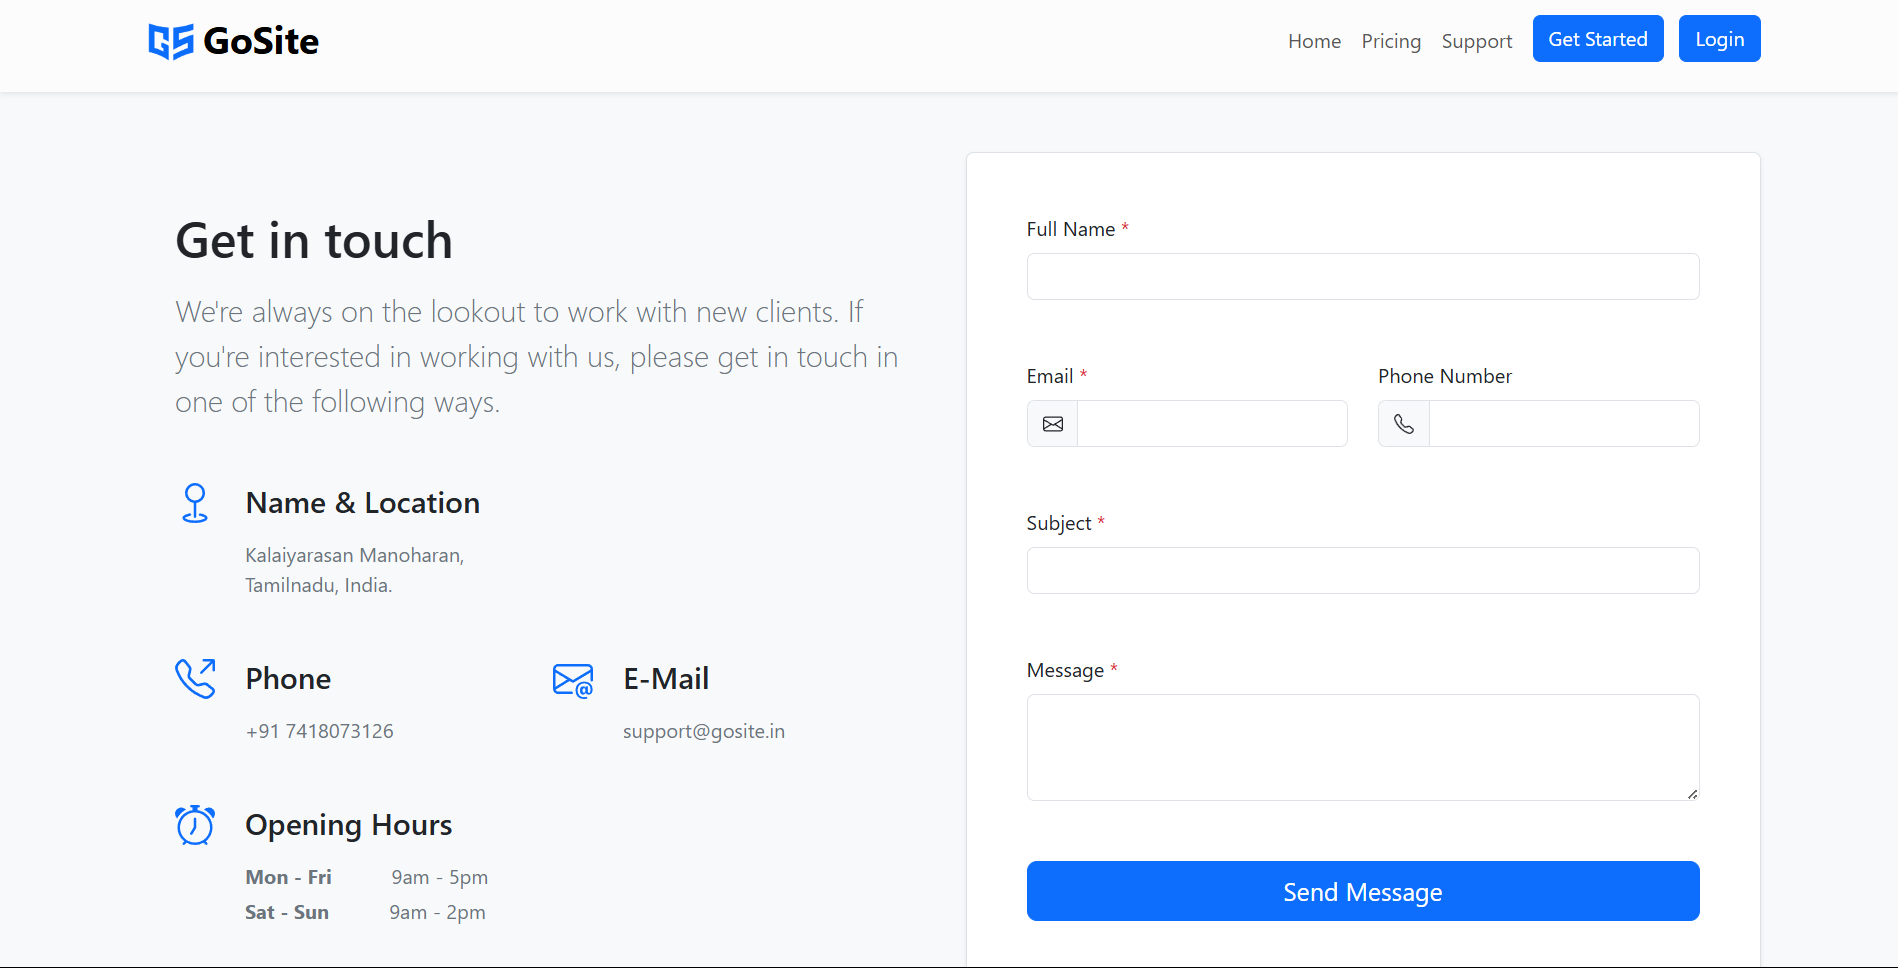 GoSite
Home Pricing Support Get Started Login
Get in touch
We're always on the lookout to work with new clients. If
you're interested in working with us, please get in touch in
one of the following ways.
Name & Location
Kalaiyarasan Manoharan,
Tamilnadu, India.
Phone
+91 7418073126
E-Mail
support@gosite.in
Opening Hours
Mon - Fri 9am - 5pm
Sat - Sun 9am - 2pm
Full Name *
Email *
Phone Number
Subject *
Message *
Send Message